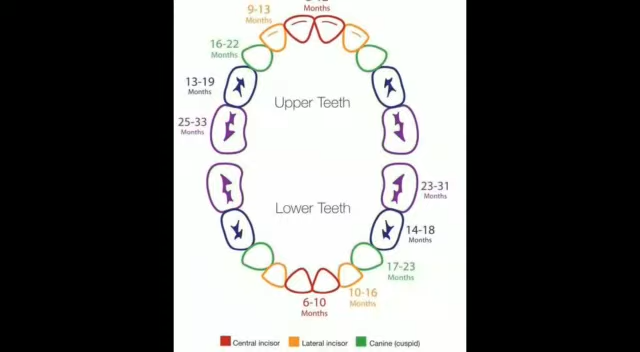 9-13
Months
Months
16-22
Months
13-19
Months
25-33
Months
Upper Teeth
Lower Teeth
23-31
Months
14-18
Months
17-23
Months
10-16
Months
6-10
Months
Central incisor
Lateral incisor
Canine (cuspid)